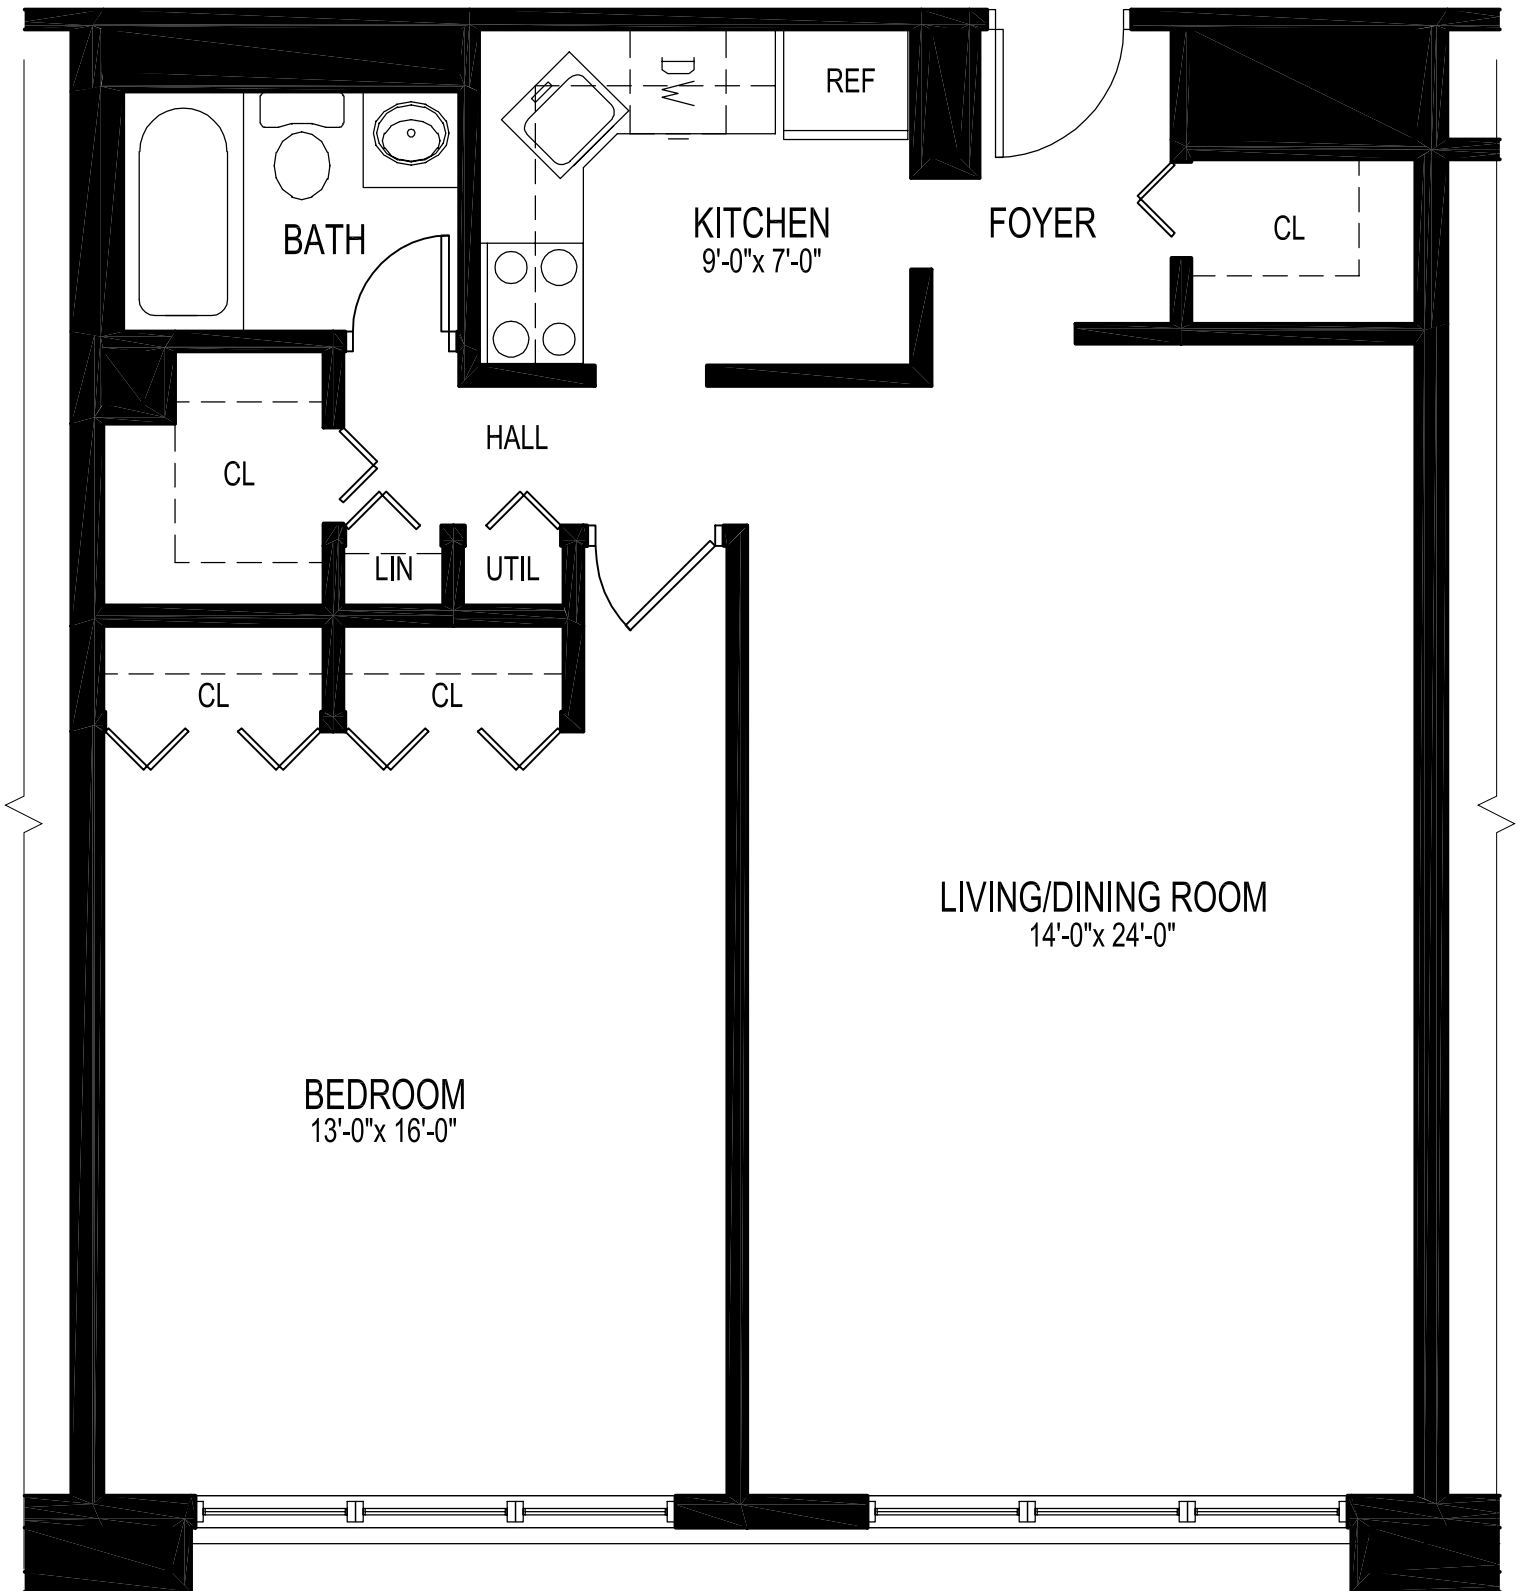 DW
REF
BATH
KITCHEN
9'-0"x 7'-0"
FOYER
CL
HALL
CL
LIN
UTIL
CL
CL
LIVING/DINING ROOM
14'-0"x 24'-0"
BEDROOM
13'-0"x 16'-0"